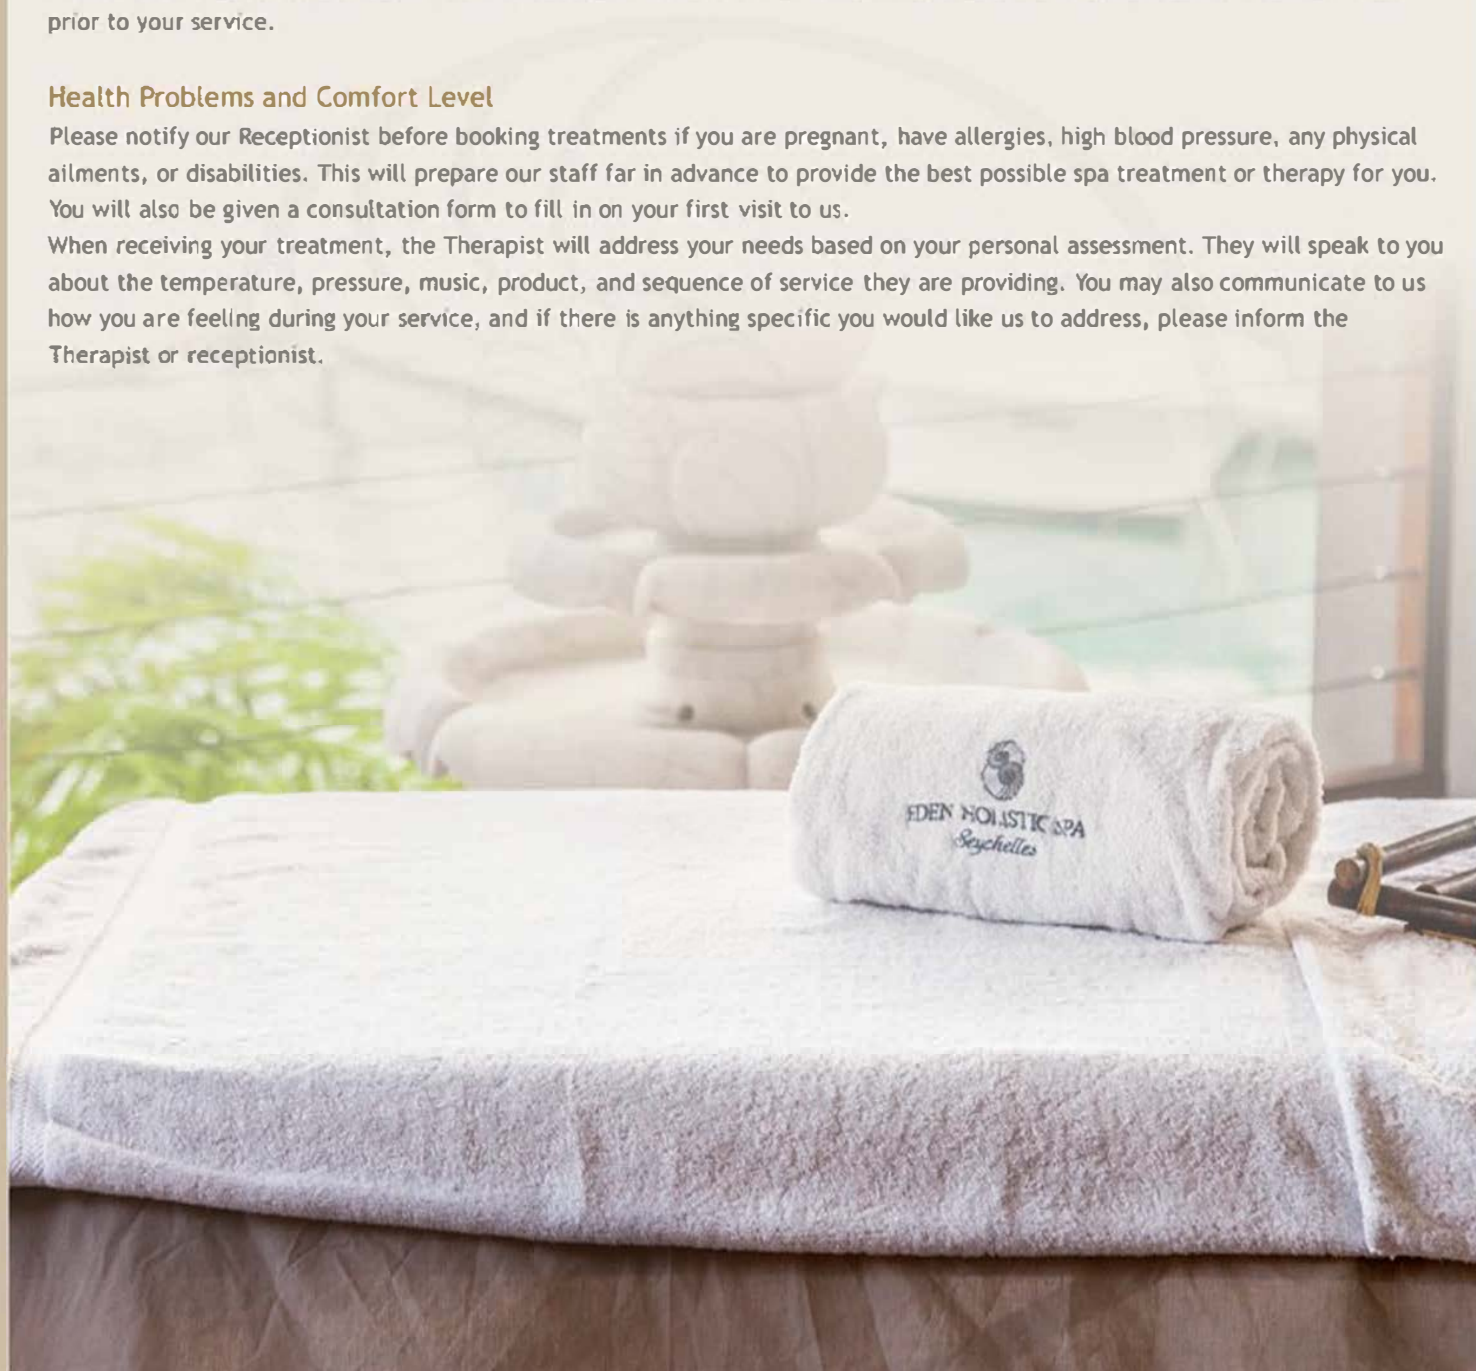 prior to your service.
Health Problems and Comfort Level
Please notify our Receptionist before booking treatments if you are pregnant, have allergies, high blood pressure, any physical
ailments, or disabilities. This will prepare our staff far in advance to provide the best possible spa treatment or therapy for you.
You will also be given a consultation form to fill in on your first visit to us.
When receiving your treatment, the Therapist will address your needs based on your personal assessment. They will speak to you
about the temperature, pressure, music, product, and sequence of service they are providing. You may also communicate to us
how you are feeling during your service, and if there is anything specific you would like us to address, please inform the
Therapist or receptionist.
EDEN HOLISTIC SPA
Seychelles